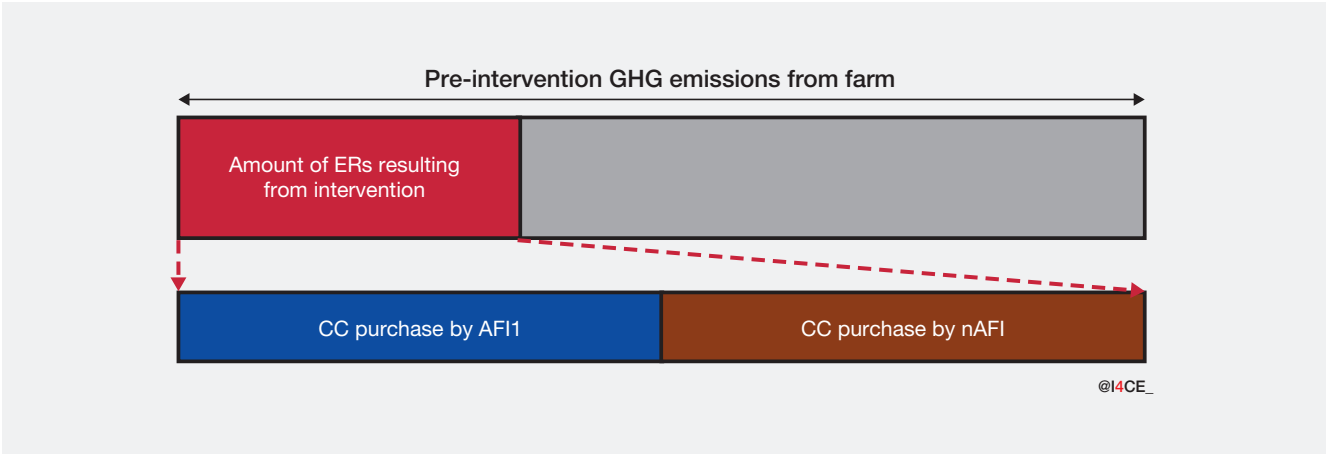 Pre-intervention GHG emissions from farm
Amount of ERs resulting
from intervention
CC purchase by AFI1
CC purchase by nAFI
@I4CE_